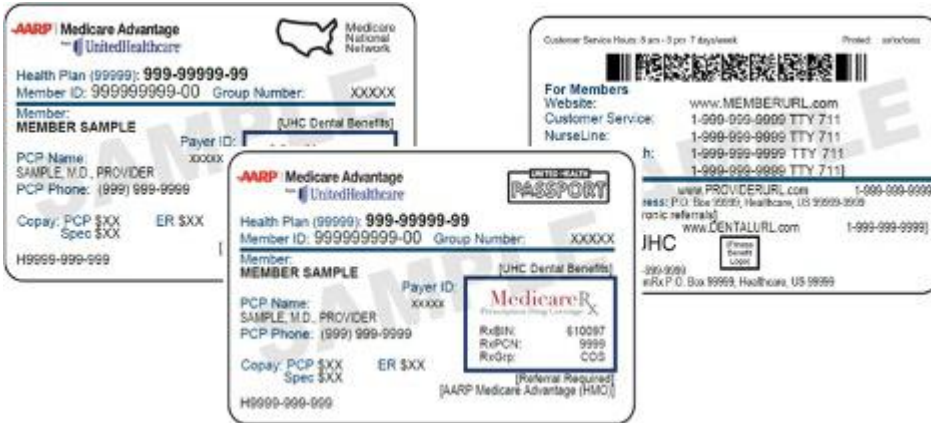 AARP | Medicare Advantage
from UnitedHealthcare
Medicare
National
Network
Health Plan (99999): 999-99999-99
Member ID: 999999999-00 Group Number: XXXXX
Member:
MEMBER SAMPLE
[UHC Dental Benefits]
Payer ID:
XXXXX
PCP Name:
SAMPLE, M.D., PROVIDER
PCP Phone: (999) 999-9999
Copay: PCP $XX ER $XX
Spec $XX
H9999-999-999
SAMPLE
AARP | Medicare Advantage
from UnitedHealthcare
UNITED HEALTH
PASSPORT
Health Plan (99999): 999-99999-99
Member ID: 999999999-00 Group Number: XXXXX
Member:
MEMBER SAMPLE
[UHC Dental Benefits]
Payer ID:
XXXXX
MedicareRx
Prescription Drug Coverage
PCP Name:
SAMPLE, M.D., PROVIDER
PCP Phone: (999) 999-9999
RxBIN: 610097
RxPCN: 9999
RxGrp: COS
Copay: PCP $XX ER $XX
Spec $XX
[Referral Required]
[AARP Medicare Advantage (HMO)]
H9999-999-999
SAMPLE
Customer Service Hours: 8 am - 8 pm 7 days/week Printed:
For Members
Website: www.MEMBERURL.com
Customer Service: 1-999-999-9999 TTY 711
NurseLine: 1-999-999-9999 TTY 711
h: 1-999-999-9999 TTY 711
1-999-999-9999 TTY 711]
www.PROVIDERURL.com 1-999-999-9999
ress: P.O. Box 99999, Healthcare, US 99999-9999
ronic referrals]
www.DENTALURL.com 1-999-999-9999]
UHC
[Fitness
Benefit
Logo]
-999-9999
mRx P.O. Box 99999, Healthcare, US 99999